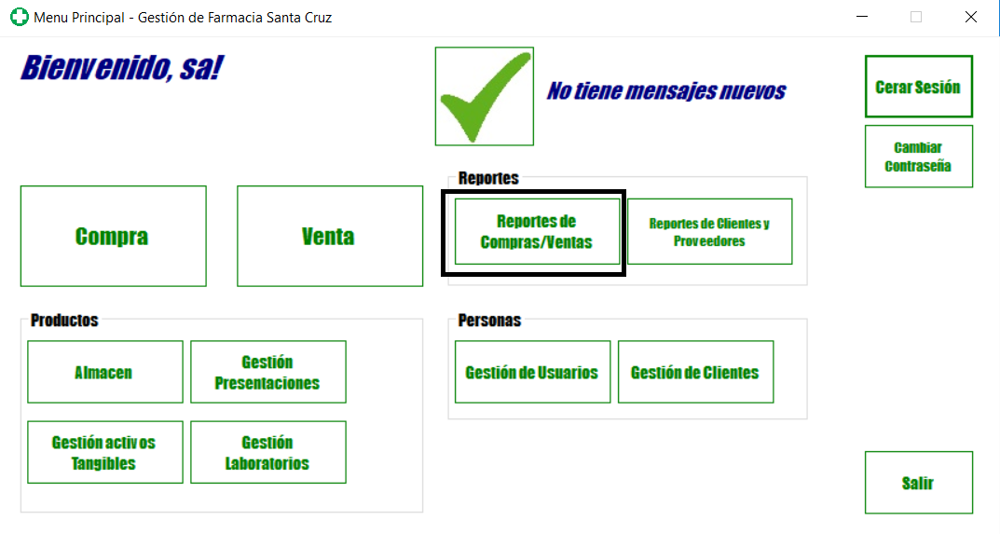 Menu Principal - Gestión de Farmacia Santa Cruz
Bienvenido, sa!
No tiene mensajes nuevos
Cerar Sesión
Cambiar
Contraseña
Compra
Venta
Reportes
Reportes de
Compras/Ventas
Reportes de Clientes y
Proveedores
Productos
Almacen
Gestión
Presentaciones
Gestión activos
Tangibles
Gestión
Laboratorios
Personas
Gestión de Usuarios
Gestión de Clientes
Salir